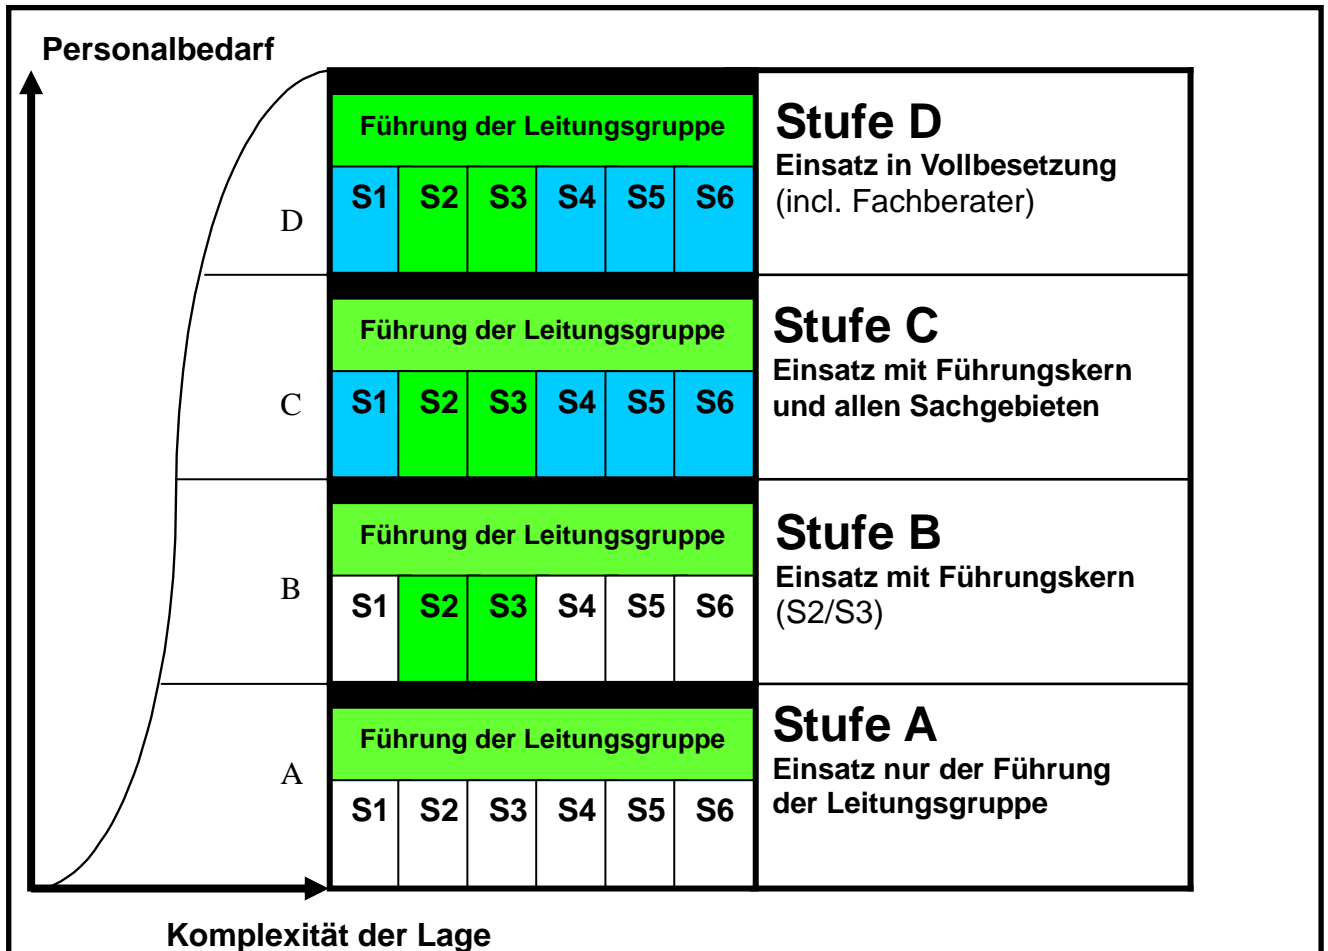 Personalbedarf
D
Führung der Leitungsgruppe
S1 S2 S3 S4 S5 S6
Stufe D
Einsatz in Vollbesetzung
(incl. Fachberater)
C
Führung der Leitungsgruppe
S1 S2 S3 S4 S5 S6
Stufe C
Einsatz mit Führungskern
und allen Sachgebieten
B
Führung der Leitungsgruppe
S1 S2 S3 S4 S5 S6
Stufe B
Einsatz mit Führungskern
(S2/S3)
A
Führung der Leitungsgruppe
S1 S2 S3 S4 S5 S6
Stufe A
Einsatz nur der Führung
der Leitungsgruppe
Komplexität der Lage